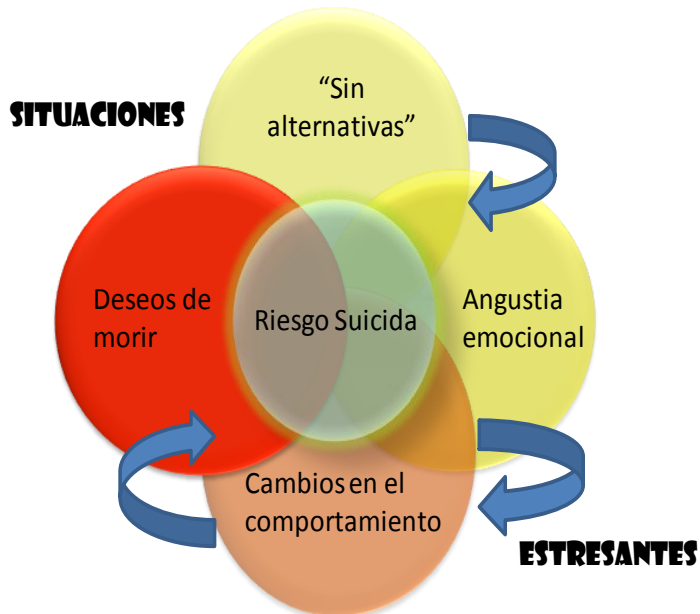 SITUACIONES
“Sin
alternativas”
Deseos de
morir
Riesgo Suicida
Angustia
emocional
Cambios en el
comportamiento
ESTRESANTES